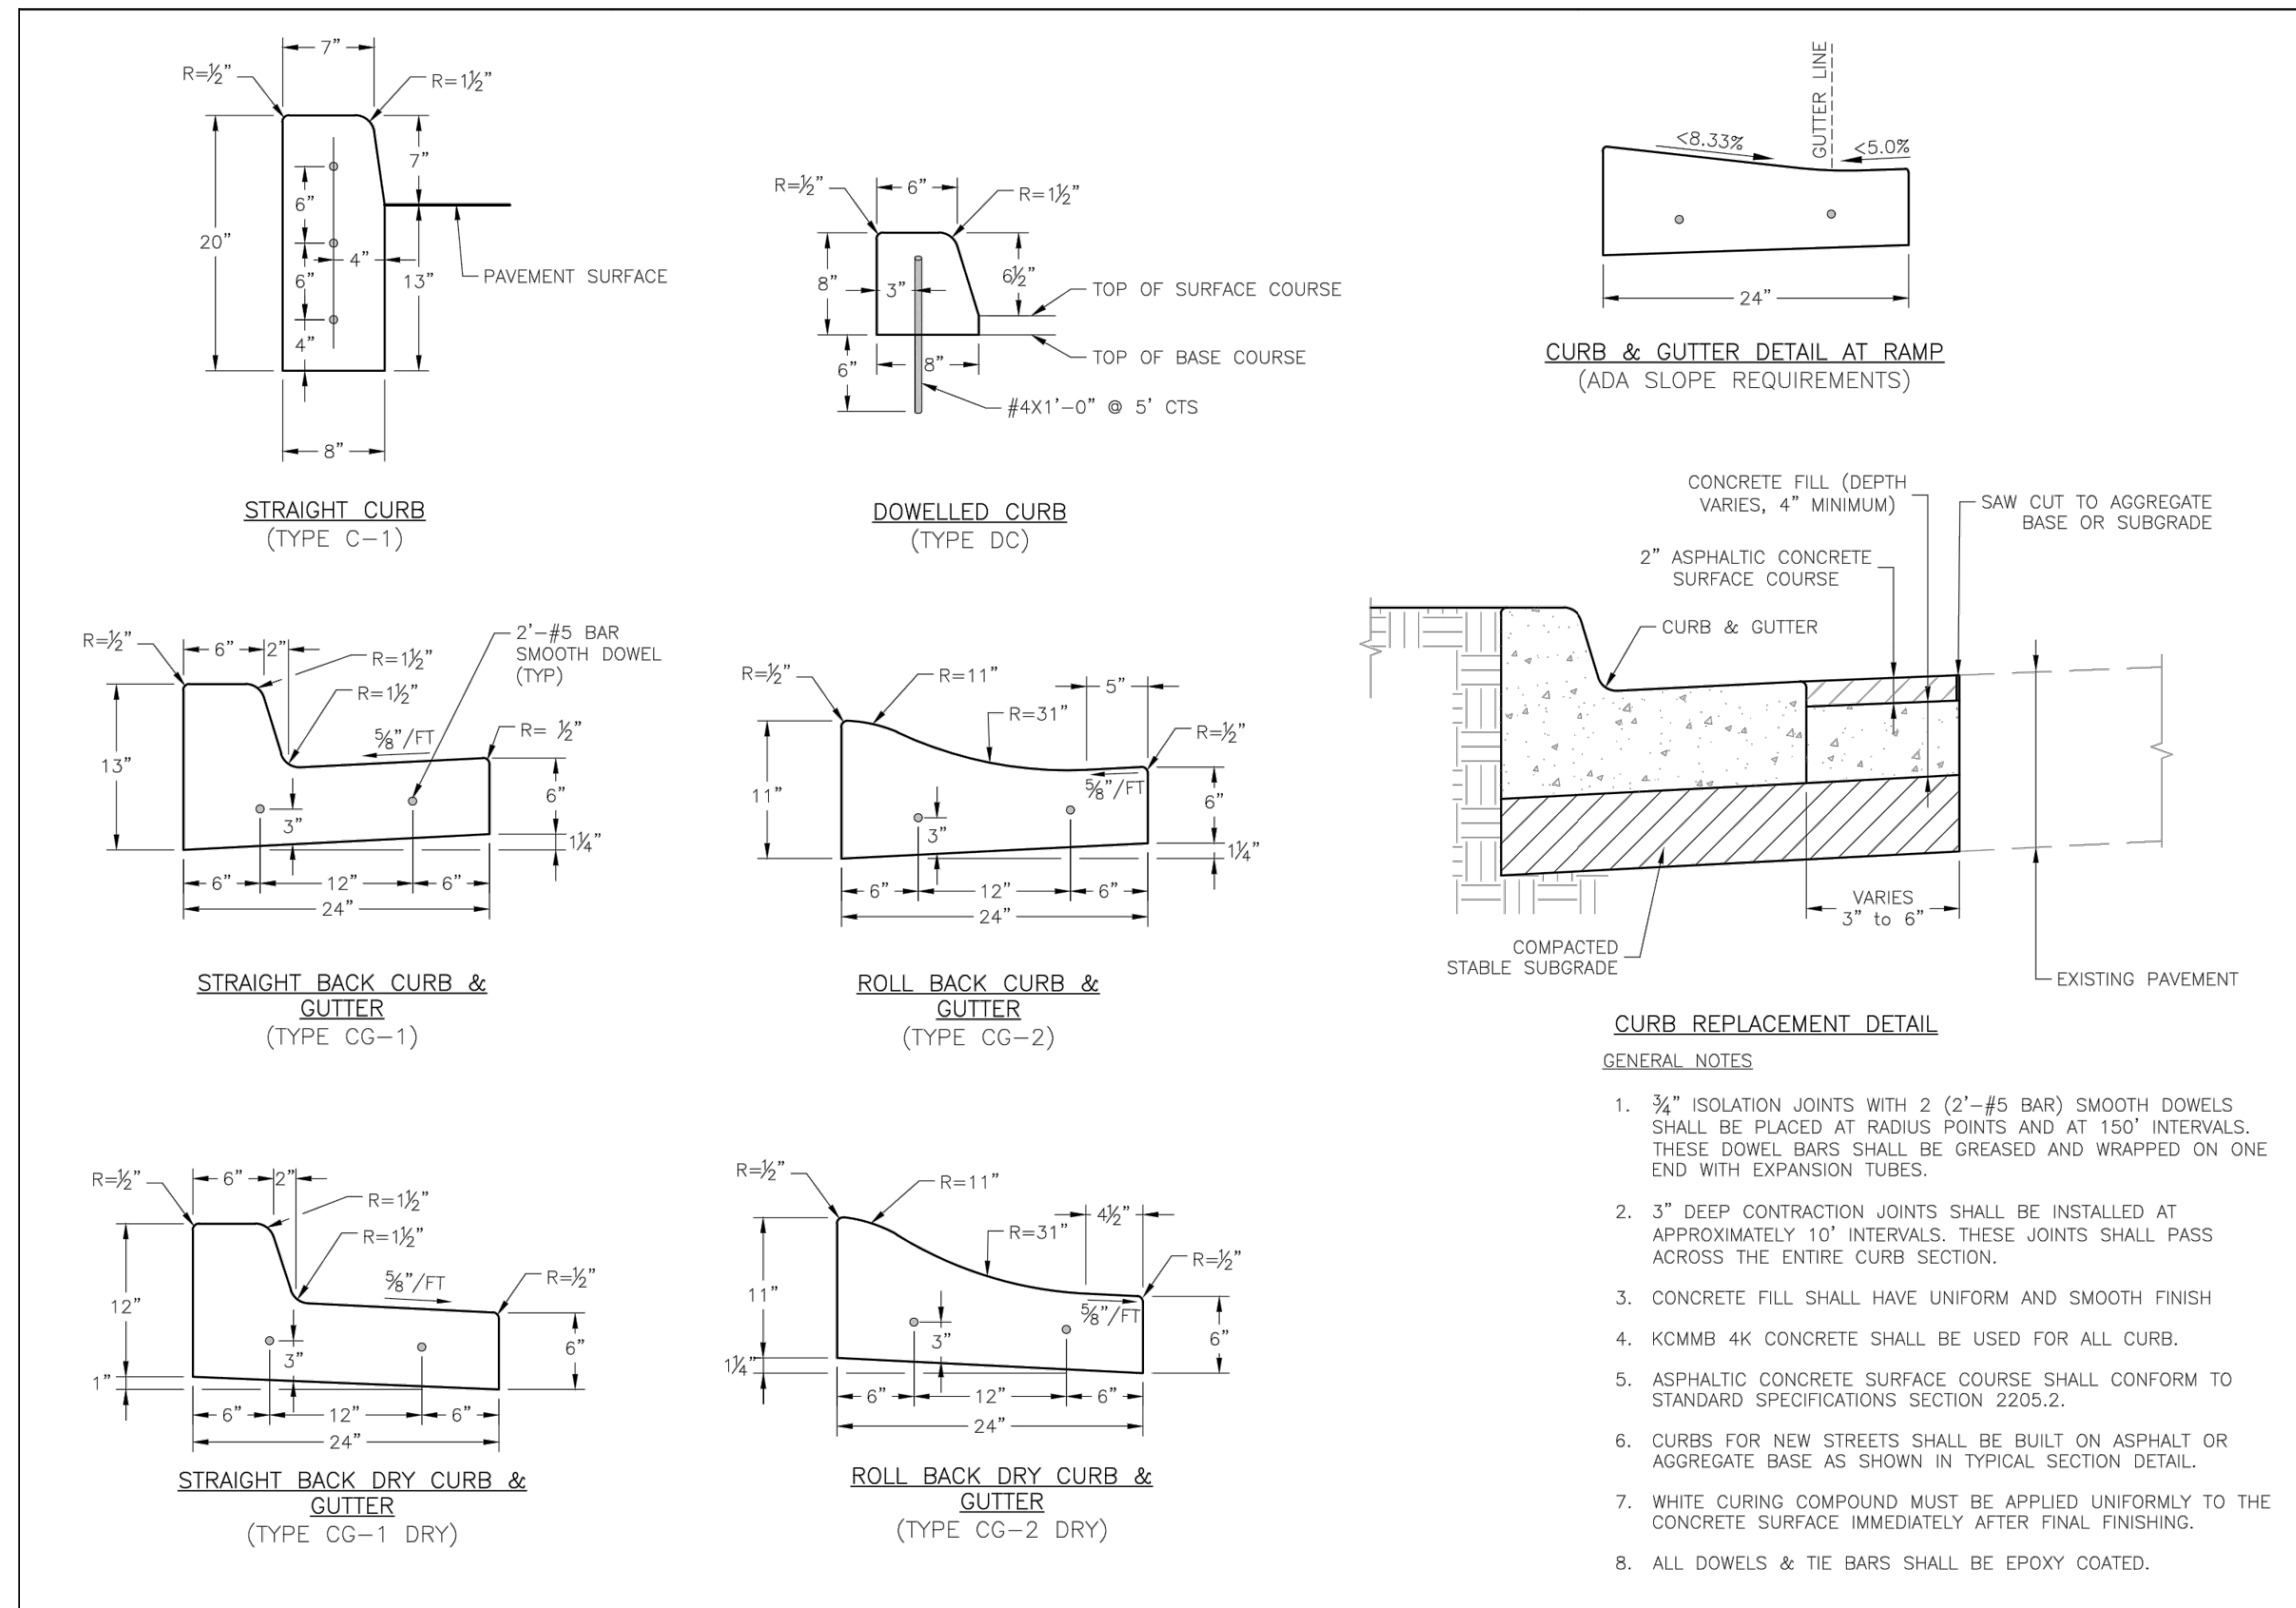 7”
R=½”
R=1½”
7”
20”
6”
6”
4”
4”
13”
PAVEMENT SURFACE
8”
STRAIGHT CURB
(TYPE C-1)
R=½”
6”
R=1½”
8”
3”
6½”
TOP OF SURFACE COURSE
TOP OF BASE COURSE
6”
8”
#4X1’-0” @ 5’ CTS
DOWELLED CURB
(TYPE DC)
GUTTER LINE
<8.33%
<5.0%
24”
CURB & GUTTER DETAIL AT RAMP
(ADA SLOPE REQUIREMENTS)
R=½”
6”
2”
R=1½”
R=1½”
2’-#5 BAR
SMOOTH DOWEL
(TYP)
⅝”/FT
R= ½”
13”
3”
6”
1¼”
6”
12”
6”
24”
STRAIGHT BACK CURB &
GUTTER
(TYPE CG-1)
R=½”
R=11”
R=31”
5”
R=½”
⅝”/FT
11”
3”
6”
1¼”
6”
12”
6”
24”
ROLL BACK CURB &
GUTTER
(TYPE CG-2)
CONCRETE FILL (DEPTH
VARIES, 4” MINIMUM)
SAW CUT TO AGGREGATE
BASE OR SUBGRADE
2” ASPHALTIC CONCRETE
SURFACE COURSE
CURB & GUTTER
VARIES
3” to 6”
COMPACTED
STABLE SUBGRADE
EXISTING PAVEMENT
CURB REPLACEMENT DETAIL
R=½”
6”
2”
R=1½”
R=1½”
⅝”/FT
R=½”
12”
3”
6”
1”
6”
12”
6”
24”
STRAIGHT BACK DRY CURB &
GUTTER
(TYPE CG-1 DRY)
R=½”
R=11”
R=31”
4½”
R=½”
⅝”/FT
11”
3”
6”
1¼”
6”
12”
6”
24”
ROLL BACK DRY CURB &
GUTTER
(TYPE CG-2 DRY)
GENERAL NOTES
1. ¾” ISOLATION JOINTS WITH 2 (2’-#5 BAR) SMOOTH DOWELS
SHALL BE PLACED AT RADIUS POINTS AND AT 150’ INTERVALS.
THESE DOWEL BARS SHALL BE GREASED AND WRAPPED ON ONE
END WITH EXPANSION TUBES.
2. 3” DEEP CONTRACTION JOINTS SHALL BE INSTALLED AT
APPROXIMATELY 10’ INTERVALS. THESE JOINTS SHALL PASS
ACROSS THE ENTIRE CURB SECTION.
3. CONCRETE FILL SHALL HAVE UNIFORM AND SMOOTH FINISH
4. KCMMB 4K CONCRETE SHALL BE USED FOR ALL CURB.
5. ASPHALTIC CONCRETE SURFACE COURSE SHALL CONFORM TO
STANDARD SPECIFICATIONS SECTION 2205.2.
6. CURBS FOR NEW STREETS SHALL BE BUILT ON ASPHALT OR
AGGREGATE BASE AS SHOWN IN TYPICAL SECTION DETAIL.
7. WHITE CURING COMPOUND MUST BE APPLIED UNIFORMLY TO THE
CONCRETE SURFACE IMMEDIATELY AFTER FINAL FINISHING.
8. ALL DOWELS & TIE BARS SHALL BE EPOXY COATED.